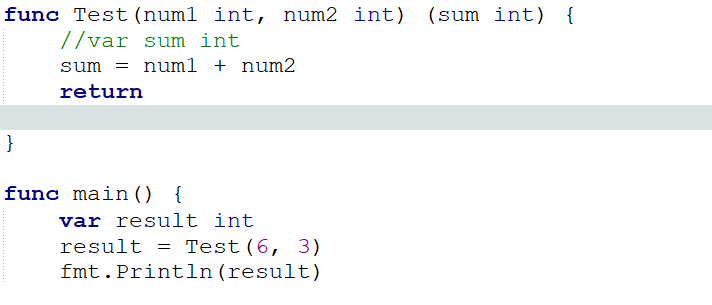 func Test(num1 int, num2 int) (sum int) {
    //var sum int
    sum = num1 + num2
    return
}
func main() {
    var result int
    result = Test(6, 3)
    fmt.Println(result)